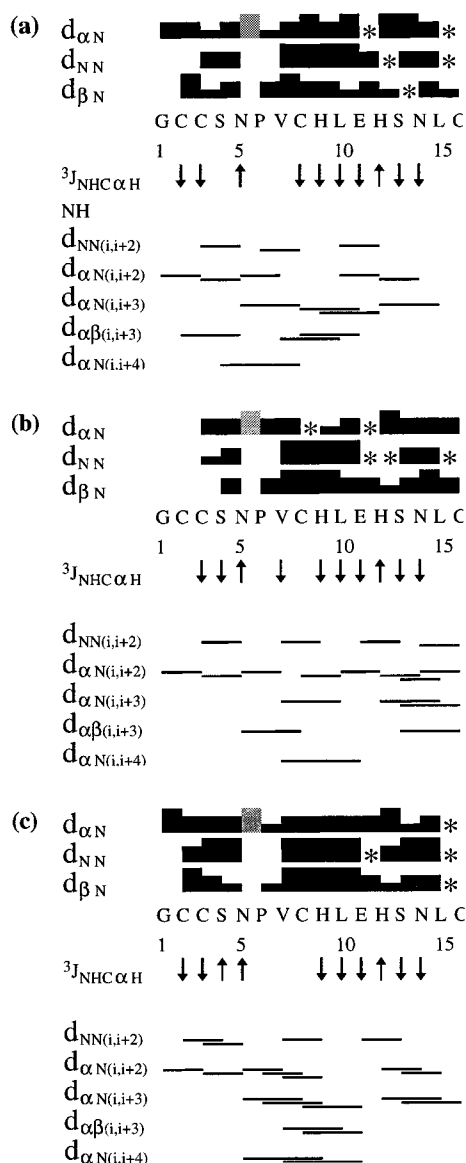 (a)
dαN *  *
dNN *  *
dβN *
G C C S N P V C H L E H S N L C
1 5 10 15
³JNHCαH
NH
dNN(i,i+2)
dαN(i,i+2)
dαN(i,i+3)
dαβ(i,i+3)
dαN(i,i+4)
(b)
dαN * * 
dNN * * *
dβN
G C C S N P V C H L E H S N L C
1 5 10 15
³JNHCαH
dNN(i,i+2)
dαN(i,i+2)
dαN(i,i+3)
dαβ(i,i+3)
dαN(i,i+4)
(c)
dαN *
dNN * *
dβN *
G C C S N P V C H L E H S N L C
1 5 10 15
³JNHCαH
dNN(i,i+2)
dαN(i,i+2)
dαN(i,i+3)
dαβ(i,i+3)
dαN(i,i+4)